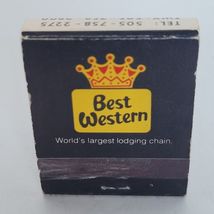 TEL: 505-758-2275
Best
Western
World's largest lodging chain.